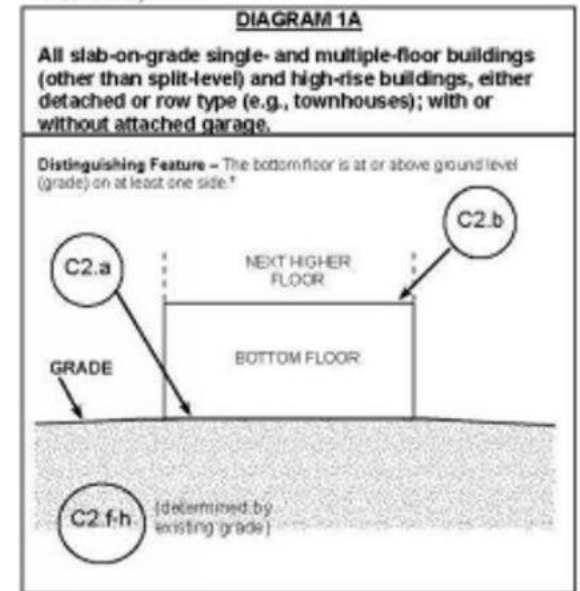 DIAGRAM 1A
All slab-on-grade single- and multiple-floor buildings
(other than split-level) and high-rise buildings, either
detached or row type (e.g., townhouses); with or
without attached garage.
Distinguishing Feature – The bottom floor is at or above ground level
(grade) on at least one side.*
C2.b
C2.a
NEXT HIGHER
FLOOR
BOTTOM FLOOR
GRADE
C2.f-h
(determined by
existing grade)